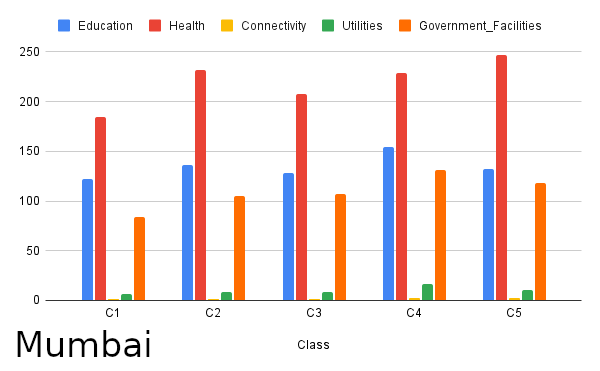 Education Health Connectivity Utilities Government_Facilities
250
200
150
100
50
0
C1 C2 C3 C4 C5
Class
Mumbai